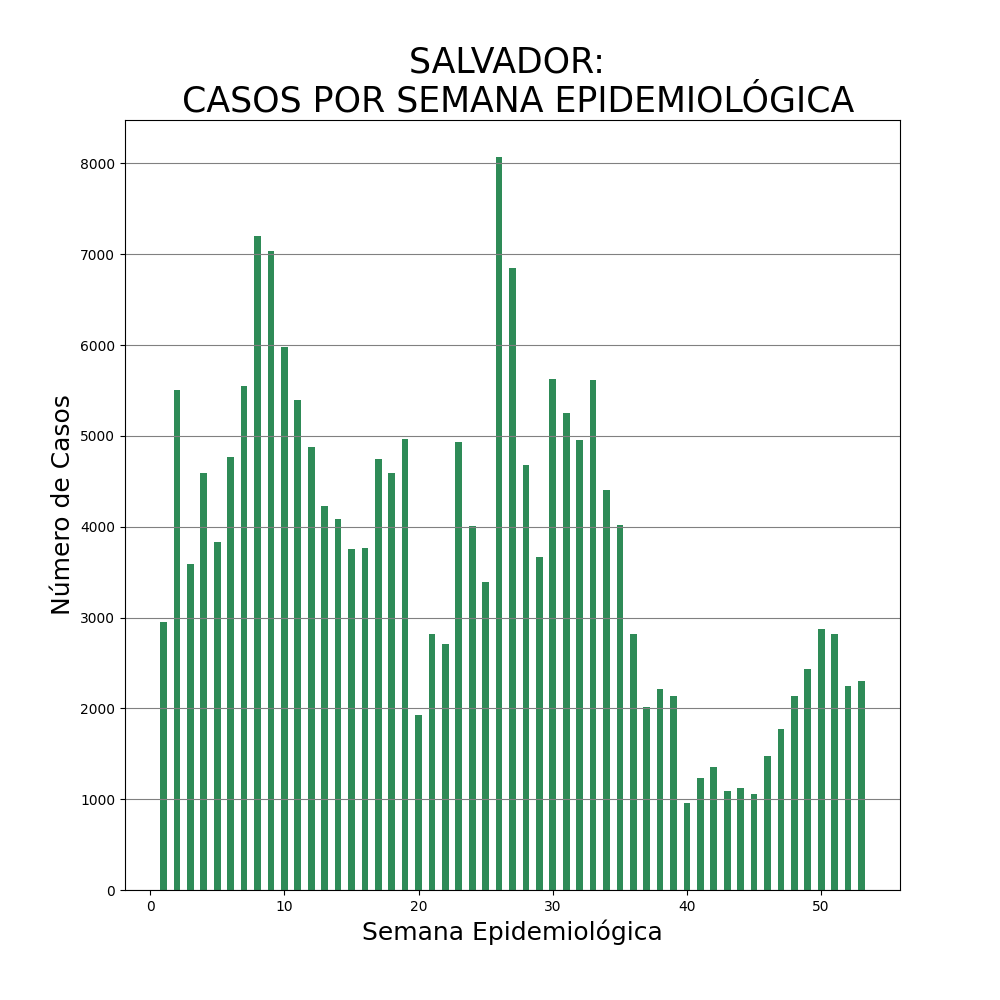 SALVADOR:
CASOS POR SEMANA EPIDEMIOLÓGICA
8000
7000
6000
5000
4000
3000
2000
1000
0
Número de Casos
0 10 20 30 40 50
Semana Epidemiológica